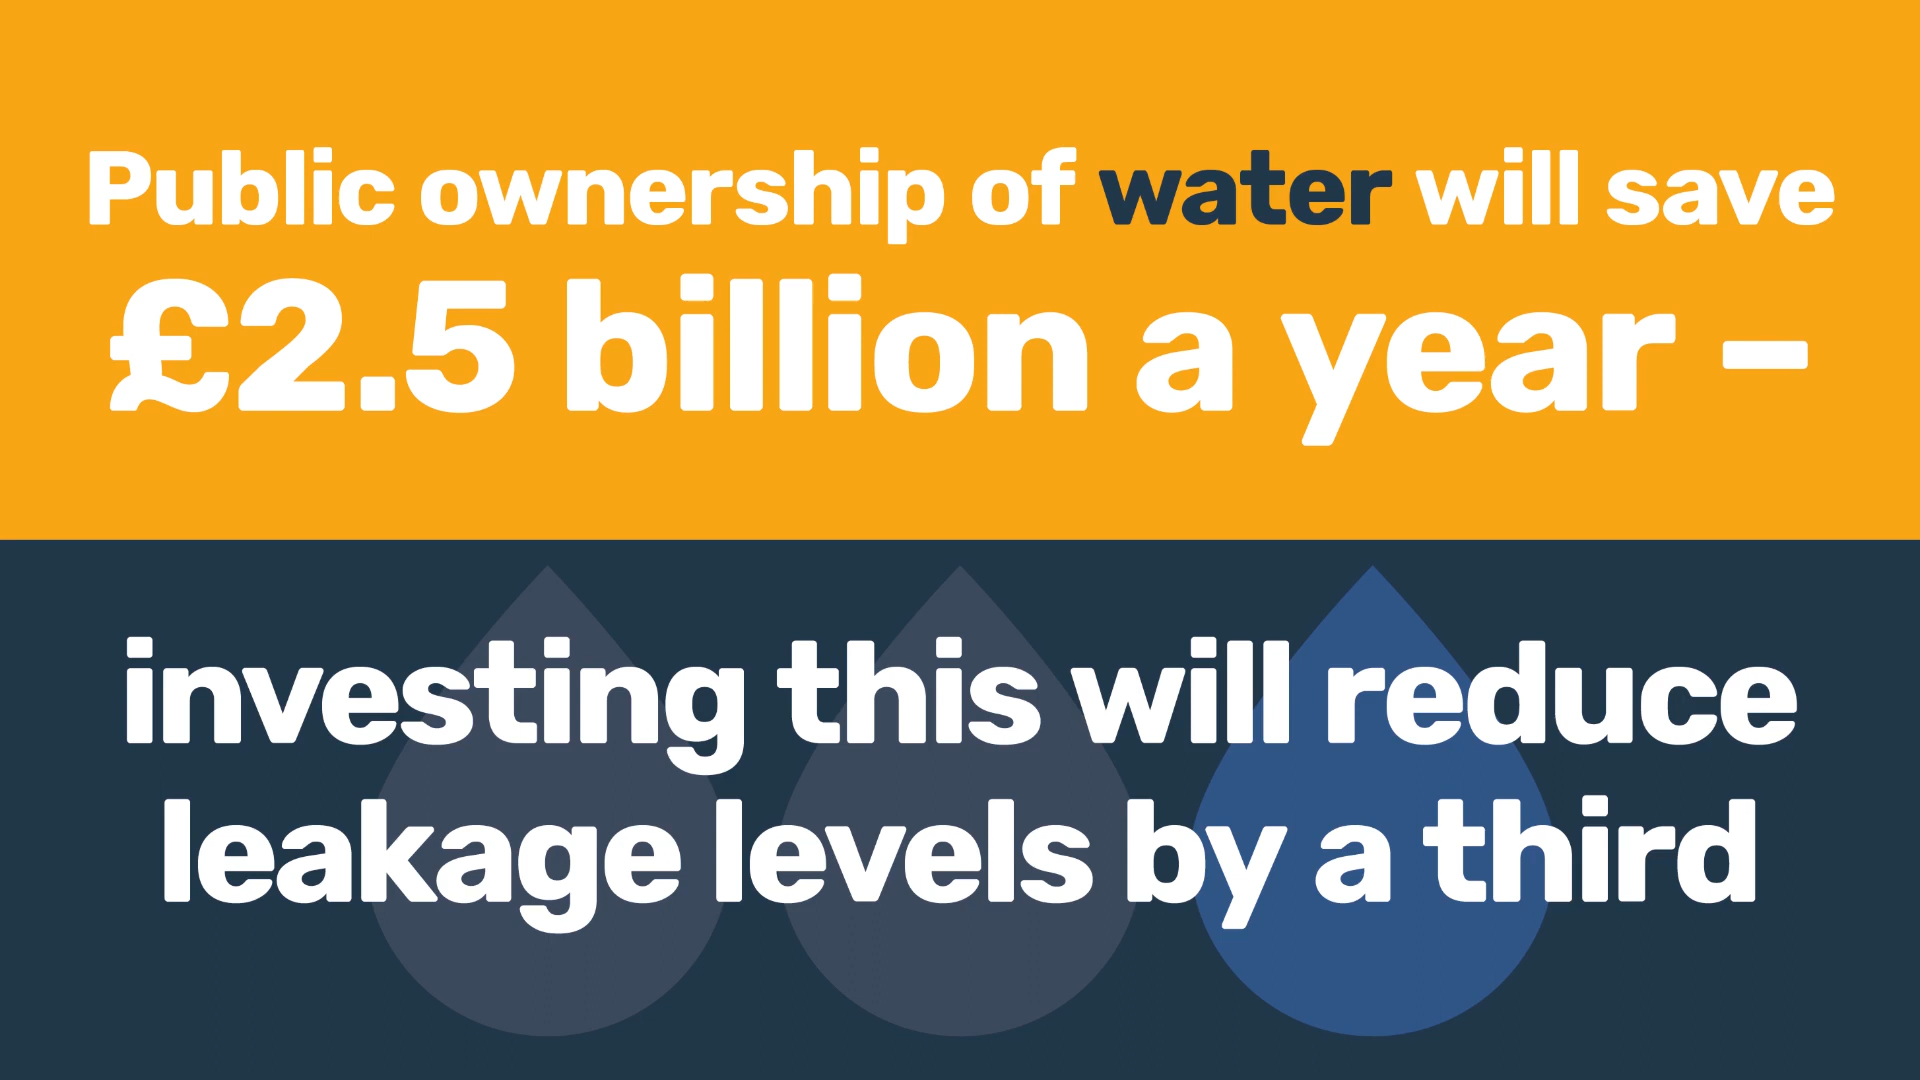 Public ownership of water will save
£2.5 billion a year –
investing this will reduce
leakage levels by a third